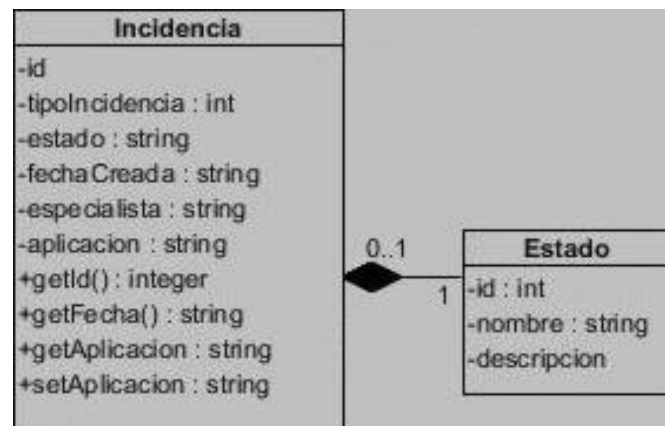 Incidencia
-id
-tipoIncidencia : int
-estado : string
-fechaCreada : string
-especialista : string
-aplicacion : string
+getId() : integer
+getFecha() : string
+getAplicacion : string
+setAplicacion : string
0..1
1
Estado
-id : int
-nombre : string
-descripcion